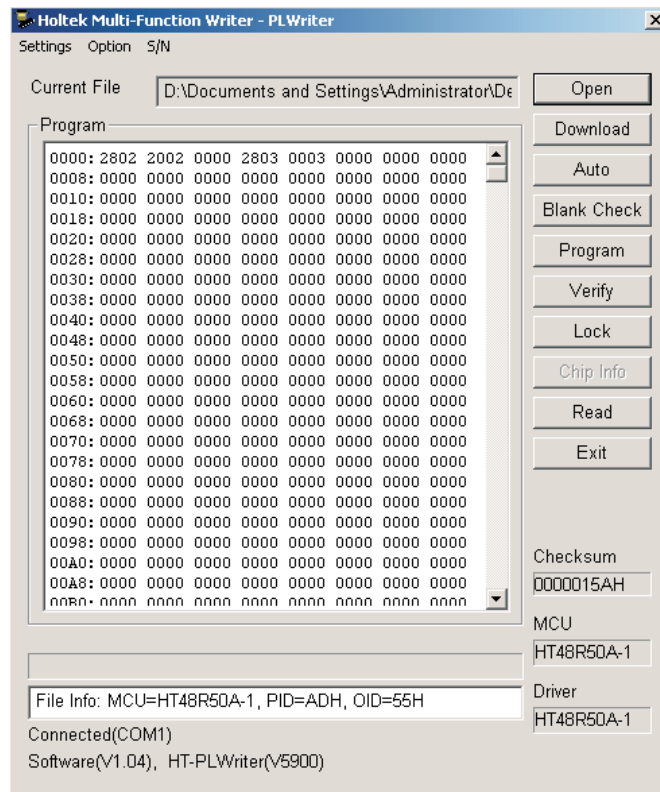 Holtek Multi-Function Writer - PLWriter
Settings Option S/N
Current File D:\Documents and Settings\Administrator\De
Program
0000: 2802 2002 0000 2803 0003 0000 0000 0000
0008: 0000 0000 0000 0000 0000 0000 0000 0000
0010: 0000 0000 0000 0000 0000 0000 0000 0000
0018: 0000 0000 0000 0000 0000 0000 0000 0000
0020: 0000 0000 0000 0000 0000 0000 0000 0000
0028: 0000 0000 0000 0000 0000 0000 0000 0000
0030: 0000 0000 0000 0000 0000 0000 0000 0000
0038: 0000 0000 0000 0000 0000 0000 0000 0000
0040: 0000 0000 0000 0000 0000 0000 0000 0000
0048: 0000 0000 0000 0000 0000 0000 0000 0000
0050: 0000 0000 0000 0000 0000 0000 0000 0000
0058: 0000 0000 0000 0000 0000 0000 0000 0000
0060: 0000 0000 0000 0000 0000 0000 0000 0000
0068: 0000 0000 0000 0000 0000 0000 0000 0000
0070: 0000 0000 0000 0000 0000 0000 0000 0000
0078: 0000 0000 0000 0000 0000 0000 0000 0000
0080: 0000 0000 0000 0000 0000 0000 0000 0000
0088: 0000 0000 0000 0000 0000 0000 0000 0000
0090: 0000 0000 0000 0000 0000 0000 0000 0000
0098: 0000 0000 0000 0000 0000 0000 0000 0000
00A0: 0000 0000 0000 0000 0000 0000 0000 0000
00A8: 0000 0000 0000 0000 0000 0000 0000 0000
00B0: 0000 0000 0000 0000 0000 0000 0000 0000
Open
Download
Auto
Blank Check
Program
Verify
Lock
Chip Info
Read
Exit
Checksum
0000015AH
MCU
HT48R50A-1
Driver
HT48R50A-1
File Info: MCU=HT48R50A-1, PID=ADH, OID=55H
Connected(COM1)
Software(V1.04), HT-PLWriter(V5900)